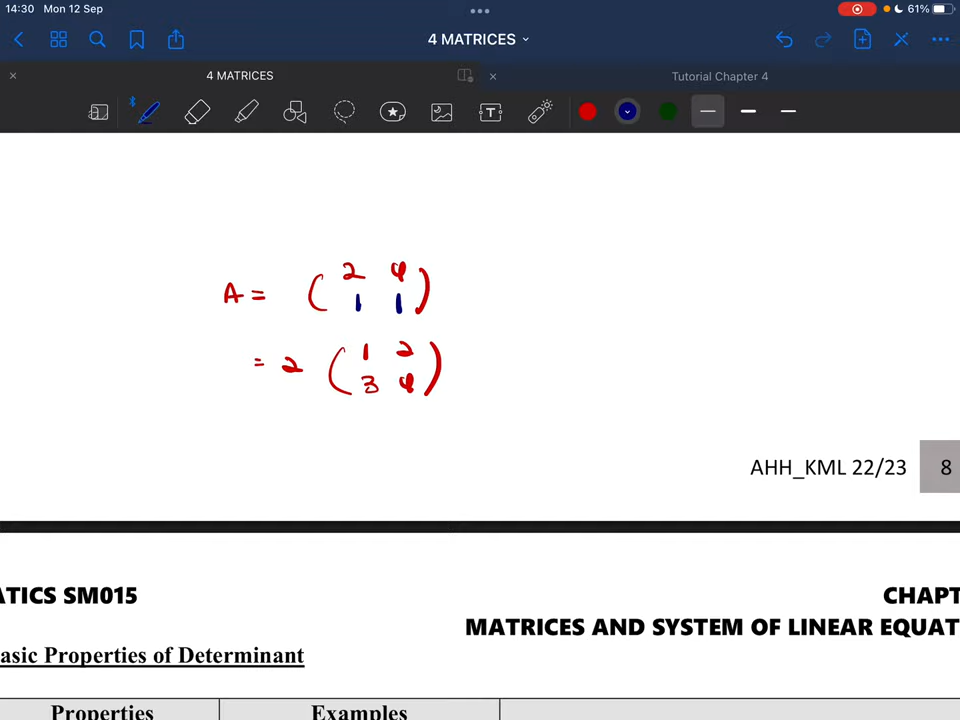 14:30 Mon 12 Sep
61%
4 MATRICES
4 MATRICES
Tutorial Chapter 4
T
A = ( 2 4
1 1 )
= 2 ( 1 2
3 4 )
AHH_KML 22/23 8
ATICS SM015
CHAPT
MATRICES AND SYSTEM OF LINEAR EQUAT
asic Properties of Determinant
Properties Examples